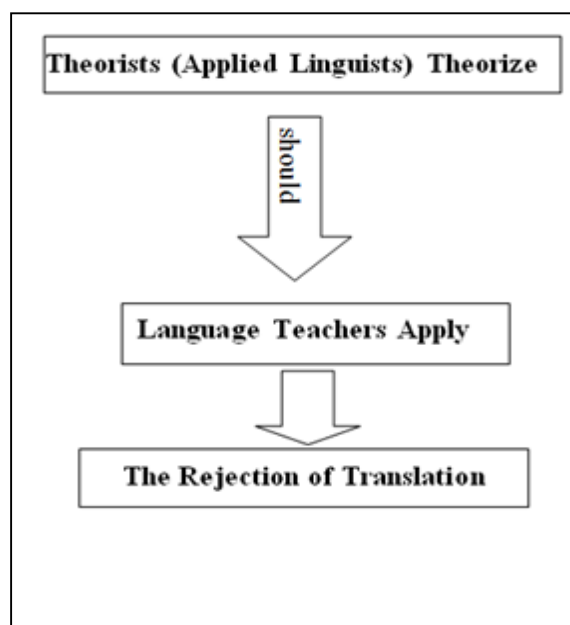 Theorists (Applied Linguists) Theorize
should
Language Teachers Apply
The Rejection of Translation